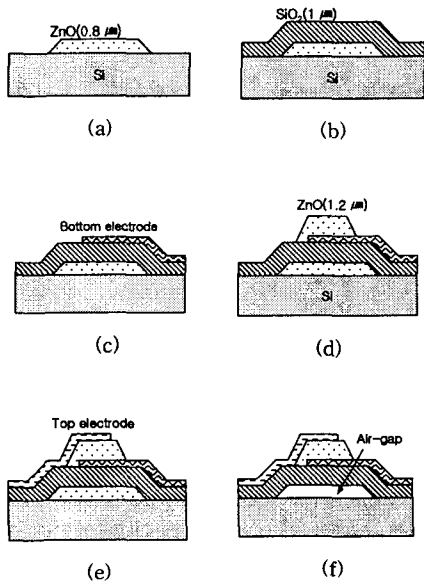 ZnO(0.8 ㎛)
Si
(a)
SiO₂(1 ㎛)
Si
(b)
Bottom electrode
(c)
ZnO(1.2 ㎛)
Si
(d)
Top electrode
(e)
Air-gap
(f)